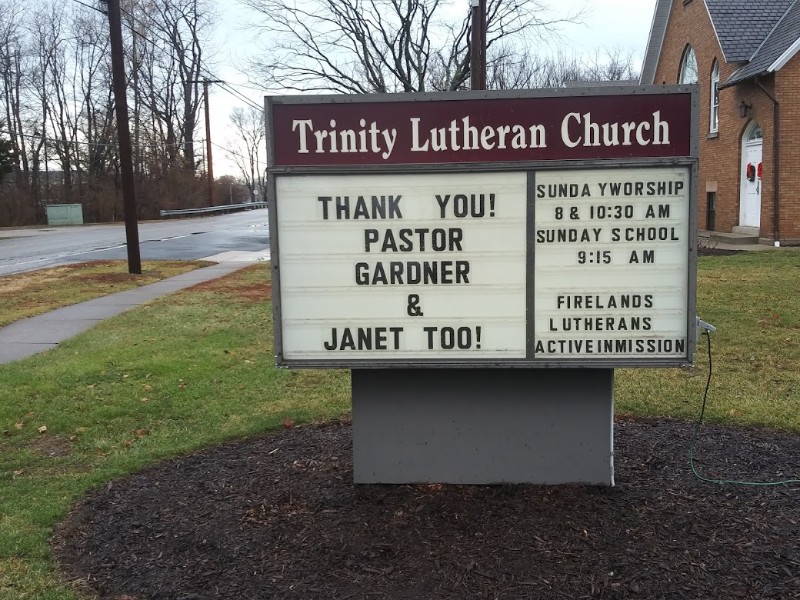 Trinity Lutheran Church
THANK YOU!
PASTOR
GARDNER
&
JANET TOO!
SUNDA YWORSHIP
8 & 10:30 AM
SUNDAY SCHOOL
9:15 AM
FIRELANDS
LUTHERANS
ACTIVEINMISSION